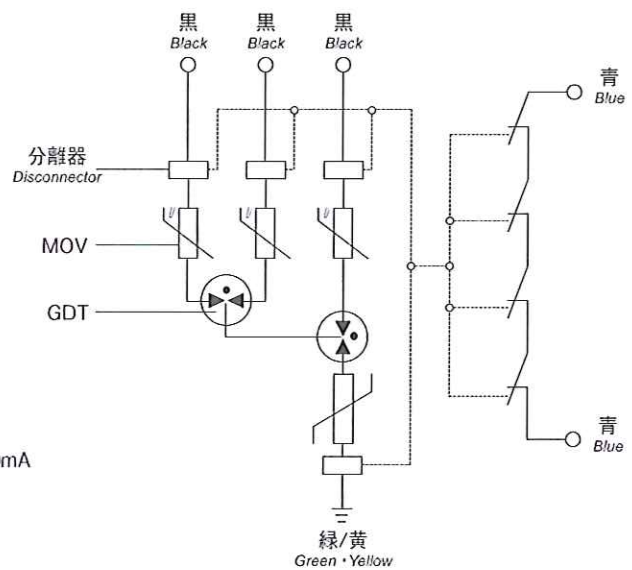 黒
Black
黒
Black
黒
Black
青
Blue
分離器
Disconnector
MOV
GDT
mA
青
Blue
緑/黄
Green・Yellow